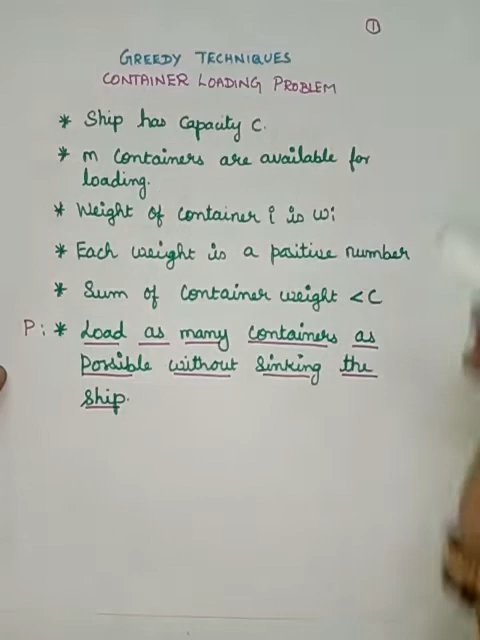 ①
GREEDY TECHNIQUES
CONTAINER LOADING PROBLEM
* Ship has capacity C.
* m containers are available for
loading.
* Weight of container i is wi
* Each weight is a positive number
* Sum of container weight < C
P: * Load as many containers as
possible without sinking the
ship.